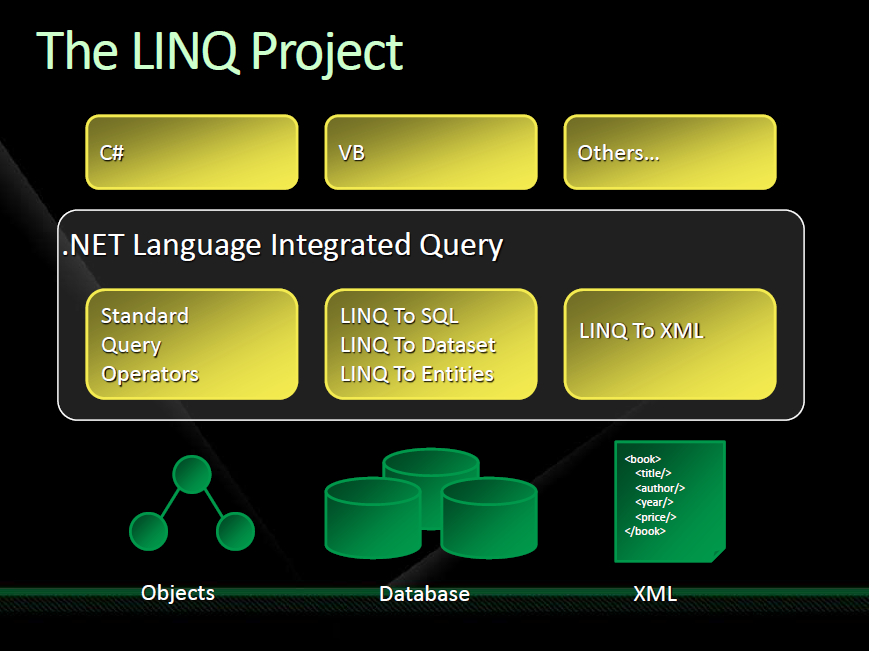 The LINQ Project
C#
VB
Others...
.NET Language Integrated Query
Standard
Query
Operators
LINQ To SQL
LINQ To Dataset
LINQ To Entities
LINQ To XML
<book>
<title/>
<author/>
<year/>
<price/>
</book>
Objects
Database
XML